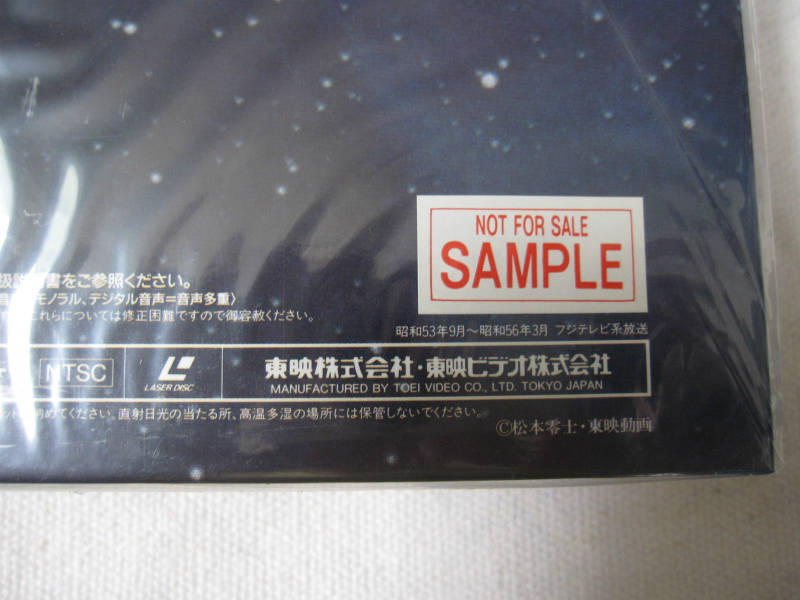 NOT FOR SALE
SAMPLE
書をご参照ください。
モノラル、デジタル音声=音声多重〉
これらについては修正困難ですので御容赦ください。
昭和53年9月〜昭和56年3月 フジテレビ系放送
NTSC
LASER DISC
東映株式会社・東映ビデオ株式会社
MANUFACTURED BY TOEI VIDEO CO., LTD. TOKYO JAPAN
めてください。直射日光の当たる所、高温多湿の場所には保管しないでください。
©松本零士・東映動画